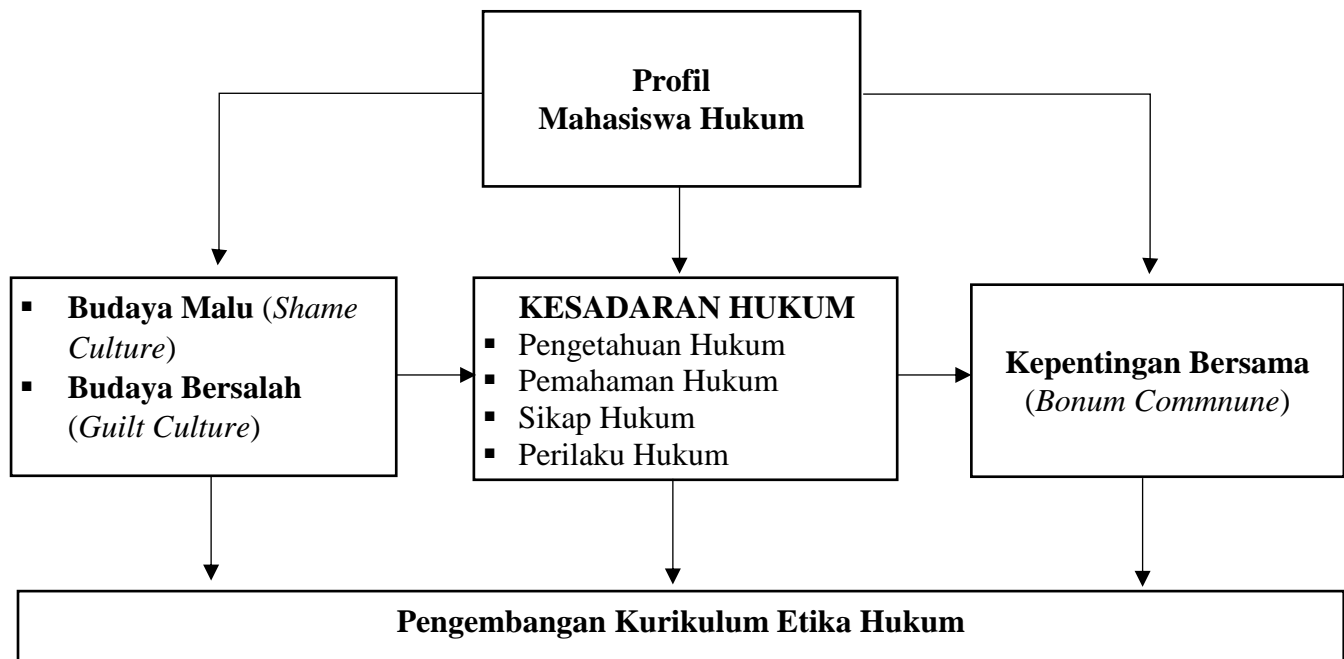 Profil
Mahasiswa Hukum
▪ Budaya Malu (Shame
Culture)
▪ Budaya Bersalah
(Guilt Culture)
KESADARAN HUKUM
▪ Pengetahuan Hukum
▪ Pemahaman Hukum
▪ Sikap Hukum
▪ Perilaku Hukum
Kepentingan Bersama
(Bonum Commnune)
Pengembangan Kurikulum Etika Hukum